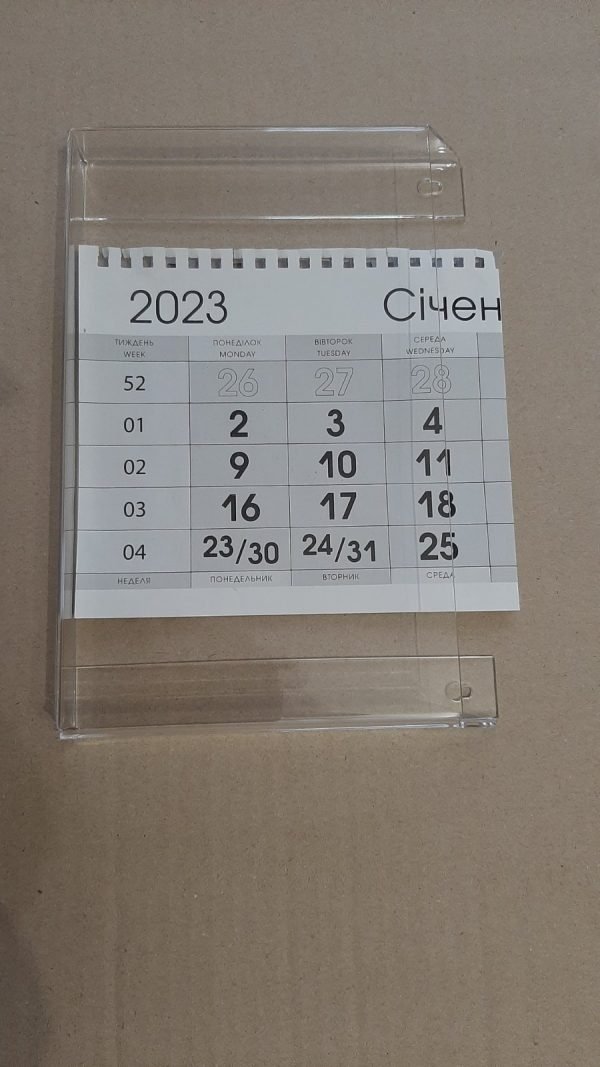 2023 Січен
ТИЖДЕНЬ ПОНЕДІЛОК ВІВТОРОК СЕРЕДА
WEEK MONDAY TUESDAY WEDNESDAY
52 26 27 28
01 2 3 4
02 9 10 11
03 16 17 18
04 23/30 24/31 25
НЕДЕЛЯ ПОНЕДЕЛЬНИК ВТОРНИК СРЕДА